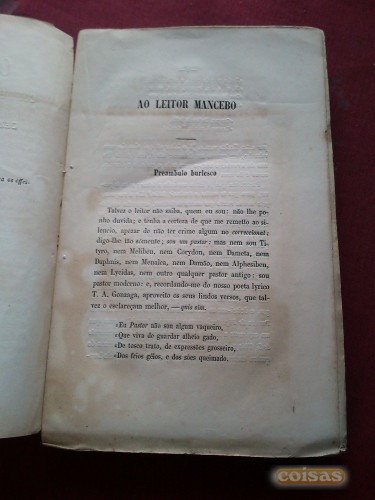 AO LEITOR MANCEBO
Preambulo burlesco
Talvez o leitor não saiba, quem eu sou: não lhe po-
nho duvida; e tenha a certeza de que me remetto ao si-
lencio, apezar de não ter crime algum no correccional;
digo-lho tão sómente; sou um pastor: mas nem sou Ti-
tyro, nem Melibeu, nem Corydon, nem Dameta, nem
Daphnis, nem Menalca, nem Damão, nem Alphesibeu,
nem Lycidas, nem entro qualquer pastor antigo: sou
pastor moderno: e, recordando-me do nosso poeta lyrico
T. A. Gonzaga, aproveito os seus lindos versos, que tal-
vez o esclareçam melhor, —quis sim.
«Eu Pastor não sou algum vaqueiro,
«Que viva de guardar alheio gado,
«De tosco trato, de expressões grosseiro,
«Dos frios gêlos, e dos sóes queimado.
coisas